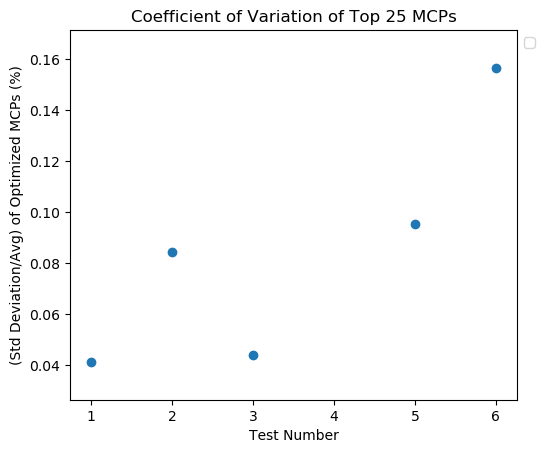 Coefficient of Variation of Top 25 MCPs
(Std Deviation/Avg) of Optimized MCPs (%)
0.16
0.14
0.12
0.10
0.08
0.06
0.04
1 2 3 4 5 6
Test Number